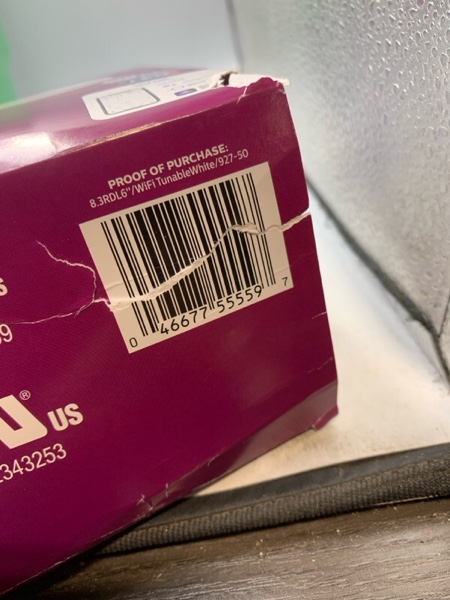 PROOF OF PURCHASE:
8.3RDL6"/WiFi TunableWhite/927-50
0 46677 55559 7
s
9
® US
343253